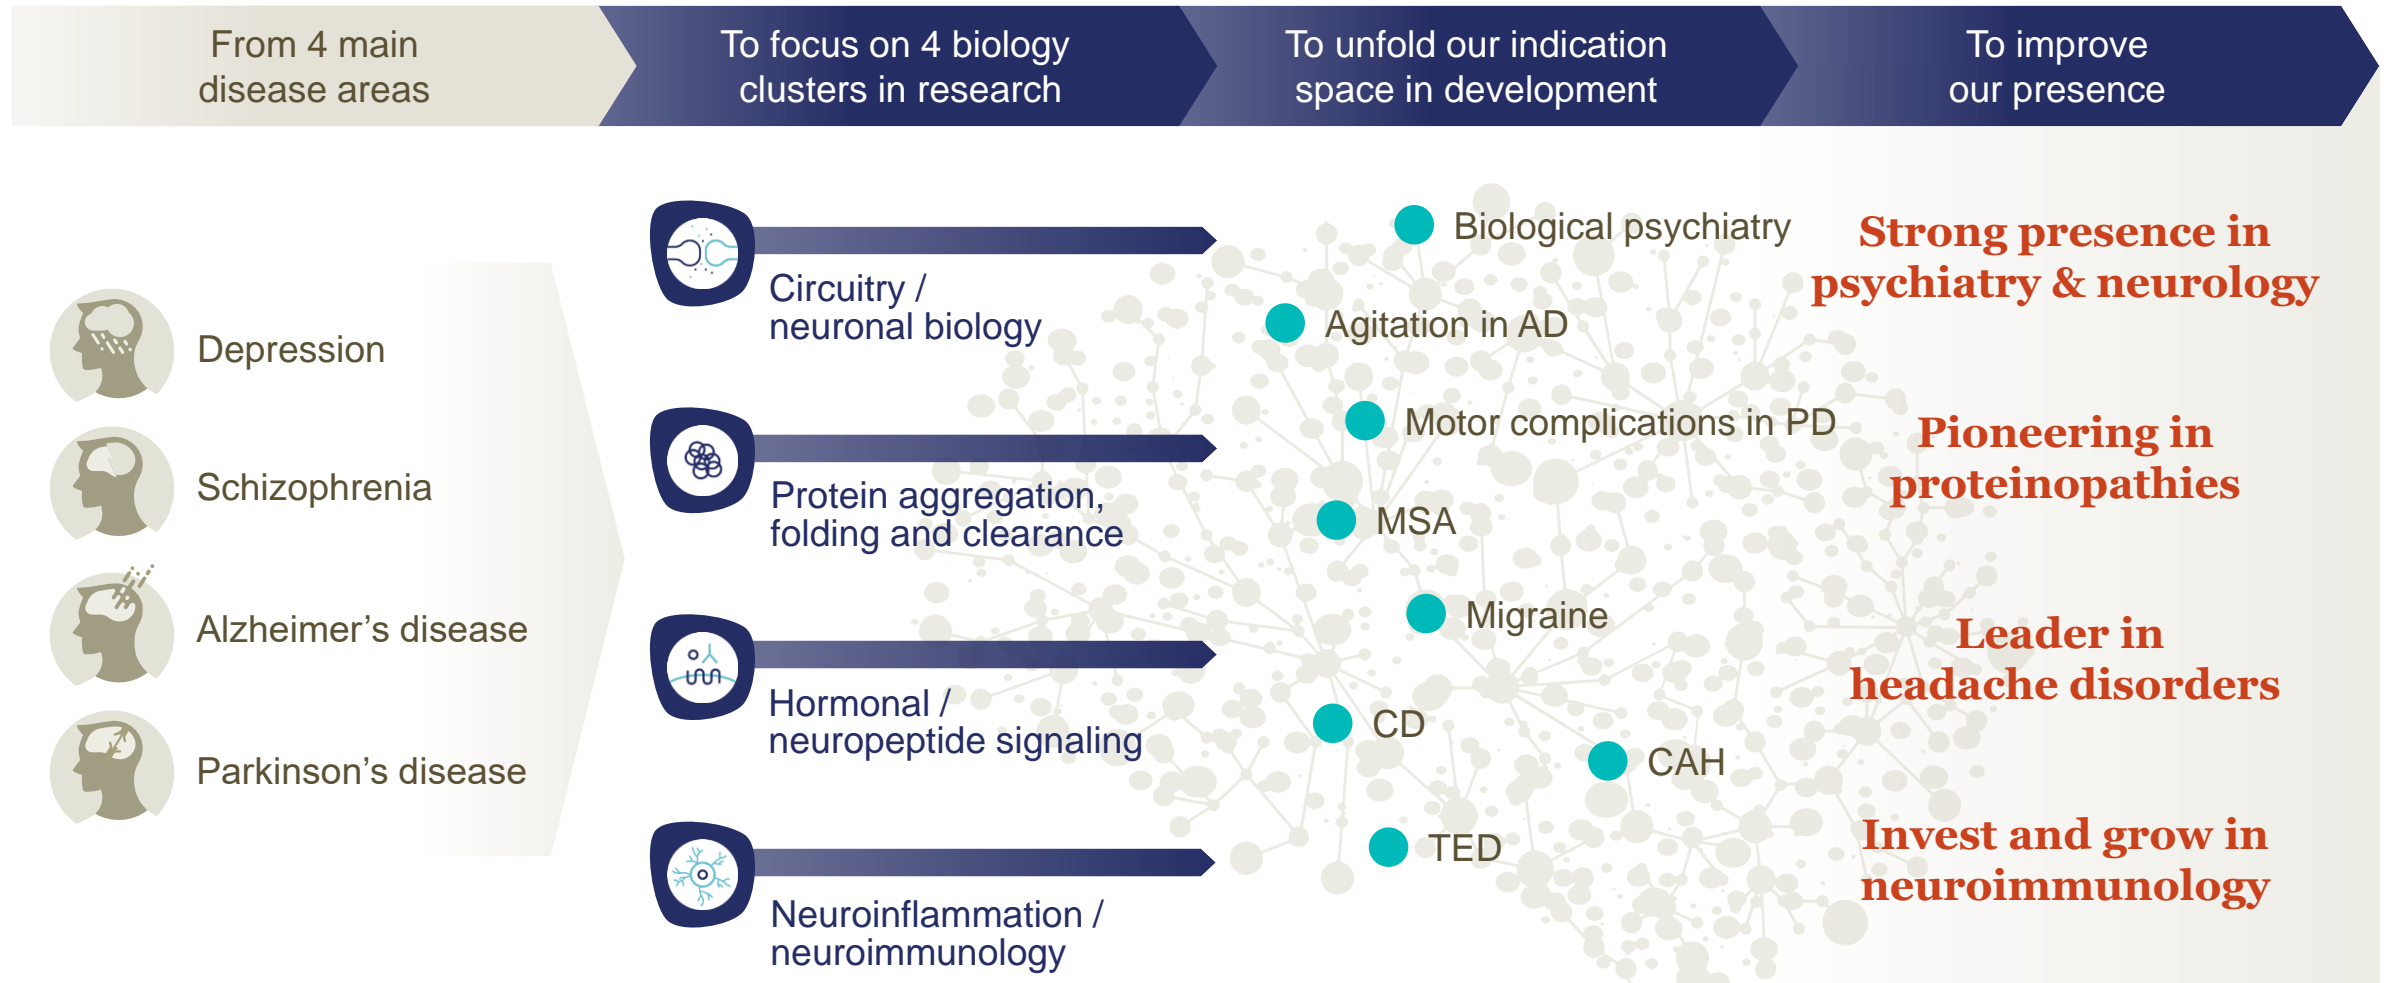 From 4 main
disease areas
To focus on 4 biology
clusters in research
To unfold our indication
space in development
To improve
our presence
Depression
Schizophrenia
Alzheimer’s disease
Parkinson’s disease
Circuitry /
neuronal biology
Protein aggregation,
folding and clearance
Hormonal /
neuropeptide signaling
Neuroinflammation /
neuroimmunology
Biological psychiatry
Agitation in AD
Motor complications in PD
MSA
Migraine
CD
CAH
TED
Strong presence in
psychiatry & neurology
Pioneering in
proteinopathies
Leader in
headache disorders
Invest and grow in
neuroimmunology